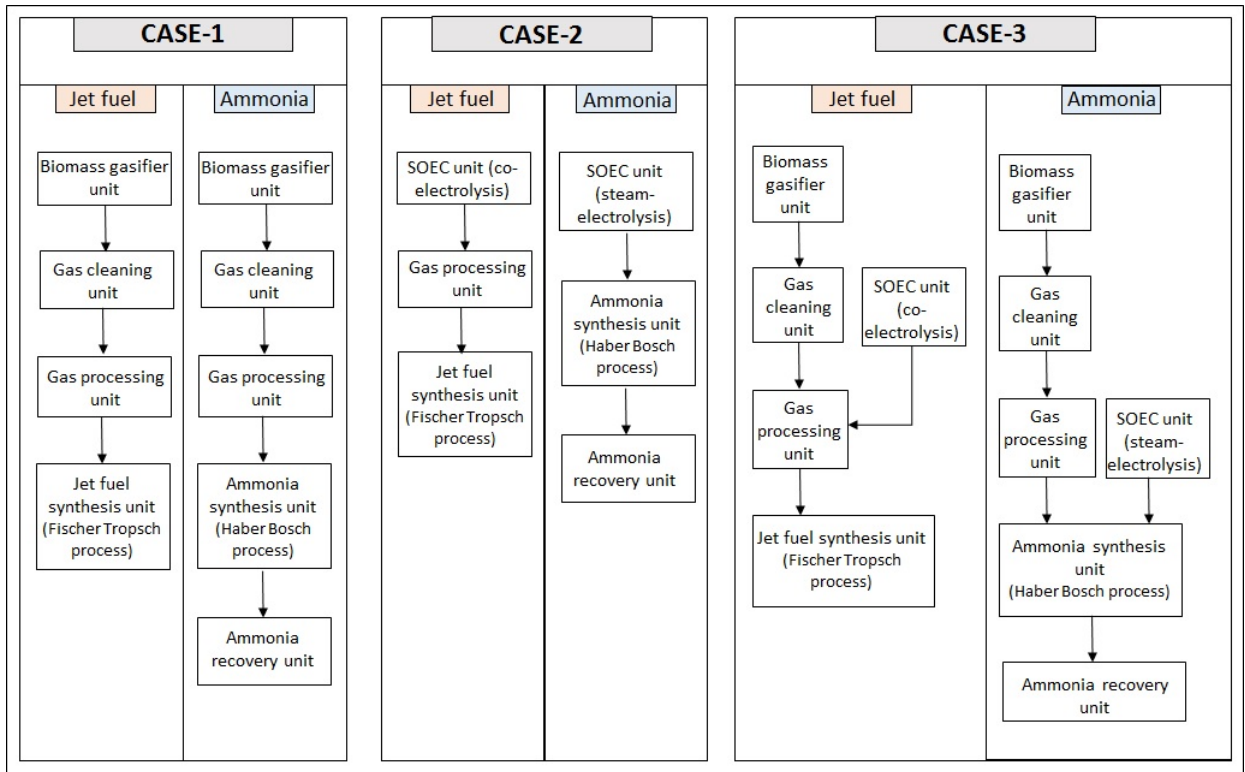 CASE-1
Jet fuel
Ammonia
Biomass gasifier
unit
Gas cleaning
unit
Gas processing
unit
Jet fuel
synthesis unit
(Fischer Tropsch
process)
Biomass gasifier
unit
Gas cleaning
unit
Gas processing
unit
Ammonia
synthesis unit
(Haber Bosch
process)
Ammonia
recovery unit
CASE-2
Jet fuel
Ammonia
SOEC unit (co-
electrolysis)
Gas processing
unit
Jet fuel
synthesis unit
(Fischer Tropsch
process)
SOEC unit
(steam-
electrolysis)
Ammonia
synthesis unit
(Haber Bosch
process)
Ammonia
recovery unit
CASE-3
Jet fuel
Ammonia
Biomass
gasifier
unit
Gas
cleaning
unit
SOEC unit
(co-
electrolysis)
Gas
processing
unit
Jet fuel synthesis unit
(Fischer Tropsch
process)
Biomass
gasifier
unit
Gas
cleaning
unit
Gas
processing
unit
SOEC unit
(steam-
electrolysis)
Ammonia synthesis
unit
(Haber Bosch process)
Ammonia recovery
unit